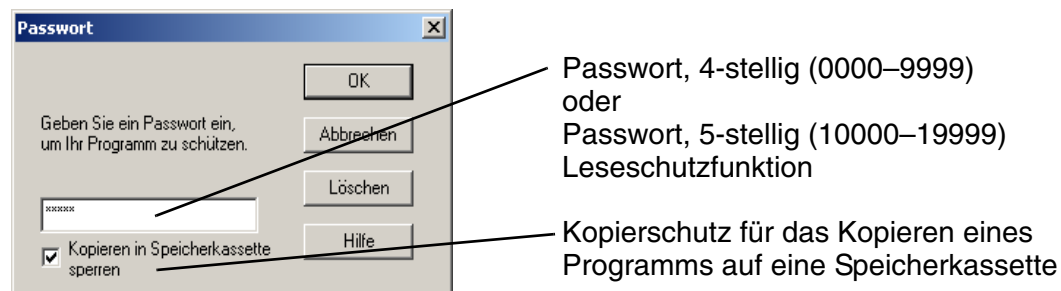 Passwort
OK
Geben Sie ein Passwort ein,
um Ihr Programm zu schützen.
Abbrechen
Löschen
xxxxx
Kopieren in Speicherkassette
sperren
Hilfe
Passwort, 4-stellig (0000–9999)
oder
Passwort, 5-stellig (10000–19999)
Leseschutzfunktion
Kopierschutz für das Kopieren eines
Programms auf eine Speicherkassette